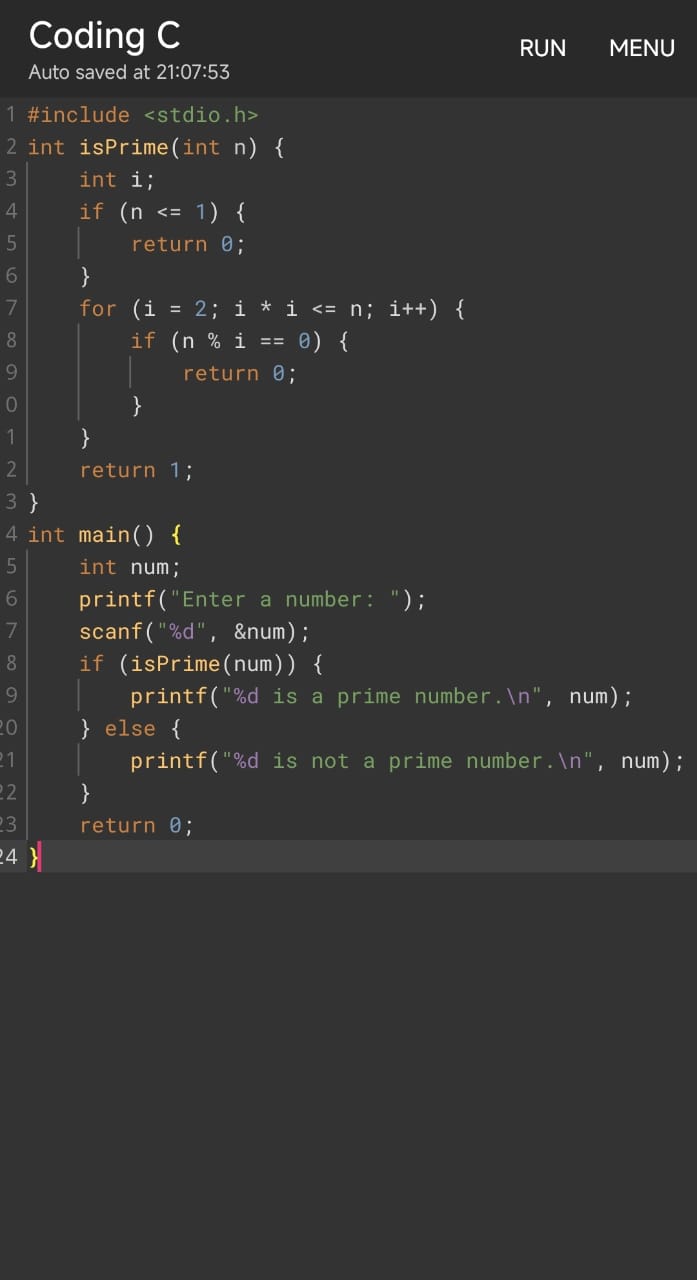 Coding C
Auto saved at 21:07:53
RUN MENU
1 #include <stdio.h>
2 int isPrime(int n) {
3     int i;
4     if (n <= 1) {
5         return 0;
6     }
7     for (i = 2; i * i <= n; i++) {
8         if (n % i == 0) {
9             return 0;
0         }
1     }
2     return 1;
3 }
4 int main() {
5     int num;
6     printf("Enter a number: ");
7     scanf("%d", &num);
8     if (isPrime(num)) {
9         printf("%d is a prime number.\n", num);
20     } else {
21         printf("%d is not a prime number.\n", num);
22     }
23     return 0;
24 }